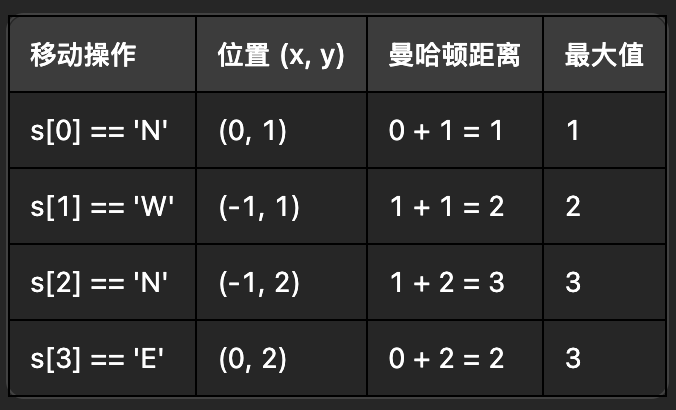 移动操作 位置 (x, y) 曼哈顿距离 最大值
s[0] == 'N' (0, 1) 0 + 1 = 1 1
s[1] == 'W' (-1, 1) 1 + 1 = 2 2
s[2] == 'N' (-1, 2) 1 + 2 = 3 3
s[3] == 'E' (0, 2) 0 + 2 = 2 3